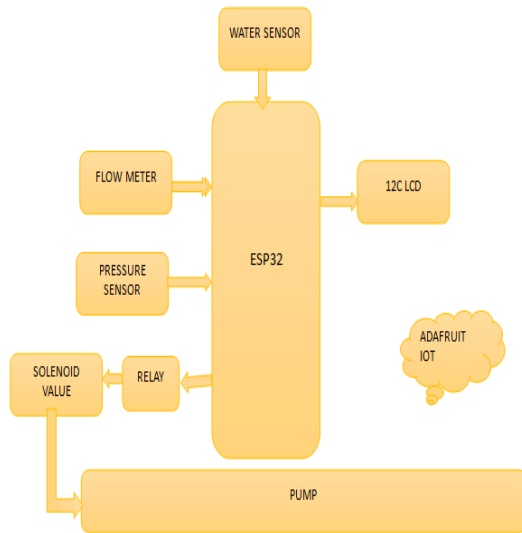 WATER SENSOR
FLOW METER
12C LCD
ESP32
PRESSURE
SENSOR
ADAFRUIT
IOT
SOLENOID
VALUE
RELAY
PUMP